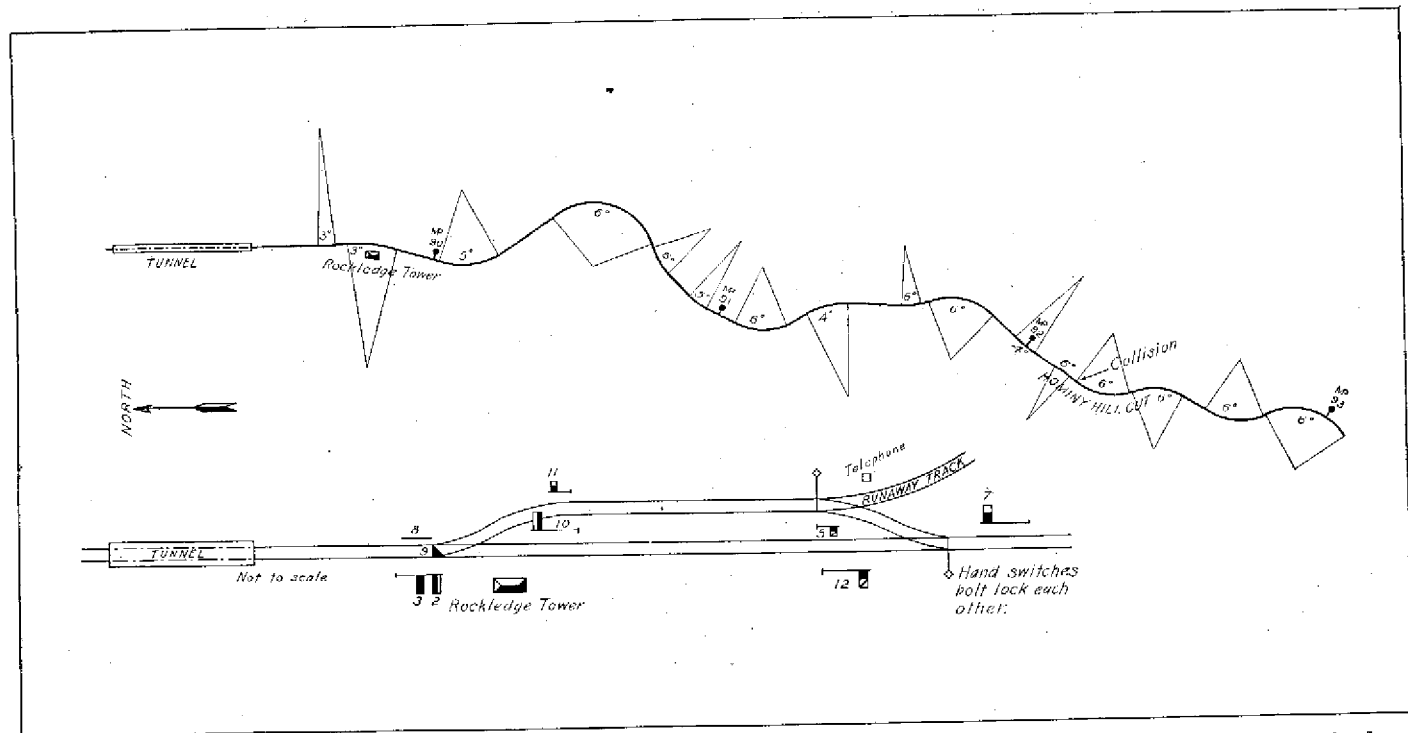 3°
3°
TUNNEL
Rockledge Tower
MP
90
5°
6°
6°
5°
MP
91
6°
4°
6°
6°
MP
92
7°
6°
Collision
6°
HOMINY HILL CUT
6°
6°
6°
MP
93
NORTH
Telephone
RUNAWAY TRACK
11
10
7
8
9
5
12
TUNNEL
Not to scale
3 2
Rockledge Tower
Hand switches
bolt lock each
other.